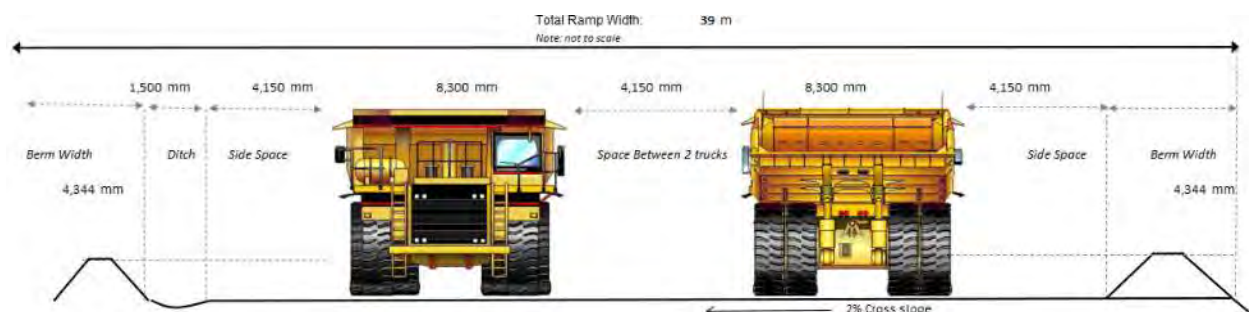 Total Ramp Width: 39 m
Note: not to scale
1,500 mm 4,150 mm 8,300 mm 4,150 mm 8,300 mm 4,150 mm
Berm Width Ditch Side Space Space Between 2 trucks Side Space Berm Width
4,344 mm 4,344 mm
2% Cross slope